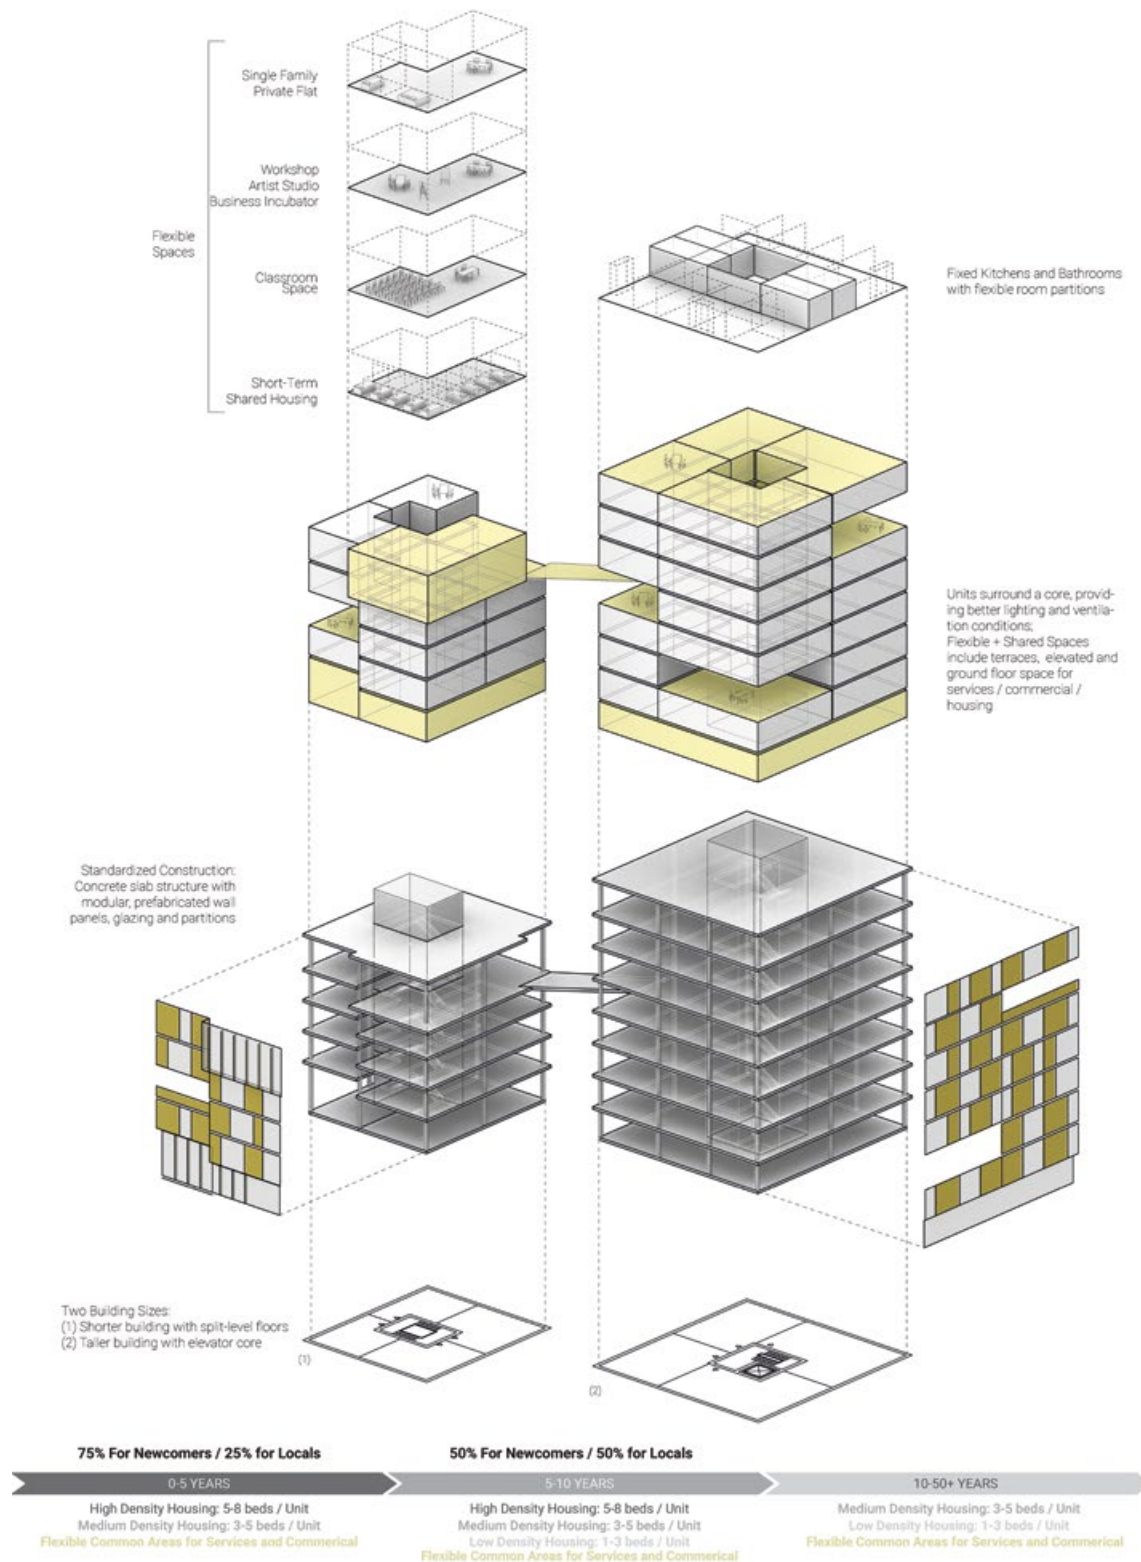 Single Family
Private Flat
Workshop
Artist Studio
Business Incubator
Flexible
Spaces
Classroom
Space
Short-Term
Shared Housing
Fixed Kitchens and Bathrooms
with flexible room partitions
Units surround a core, provid-
ing better lighting and ventila-
tion conditions;
Flexible + Shared Spaces
include terraces, elevated and
ground floor space for
services / commercial /
housing
Standardized Construction:
Concrete slab structure with
modular, prefabricated wall
panels, glazing and partitions
Two Building Sizes:
(1) Shorter building with split-level floors
(2) Taller building with elevator core
(1)
(2)
75% For Newcomers / 25% for Locals
50% For Newcomers / 50% for Locals
0-5 YEARS
5-10 YEARS
10-50+ YEARS
High Density Housing: 5-8 beds / Unit
Medium Density Housing: 3-5 beds / Unit
Flexible Common Areas for Services and Commerical
High Density Housing: 5-8 beds / Unit
Medium Density Housing: 3-5 beds / Unit
Low Density Housing: 1-3 beds / Unit
Flexible Common Areas for Services and Commerical
Medium Density Housing: 3-5 beds / Unit
Low Density Housing: 1-3 beds / Unit
Flexible Common Areas for Services and Commerical